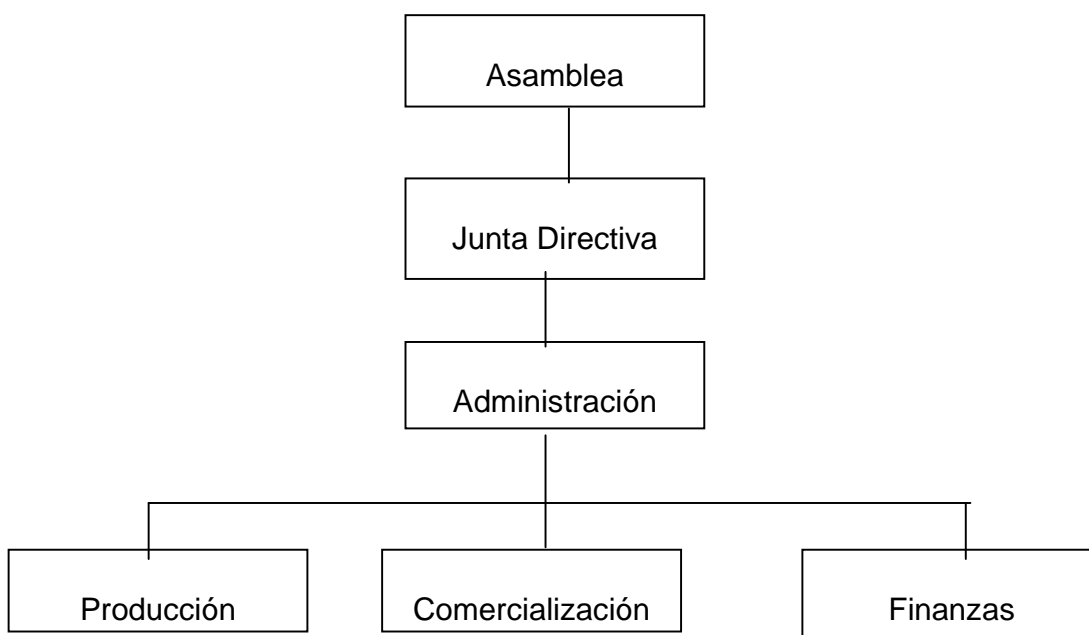 Asamblea
Junta Directiva
Administración
Producción
Comercialización
Finanzas